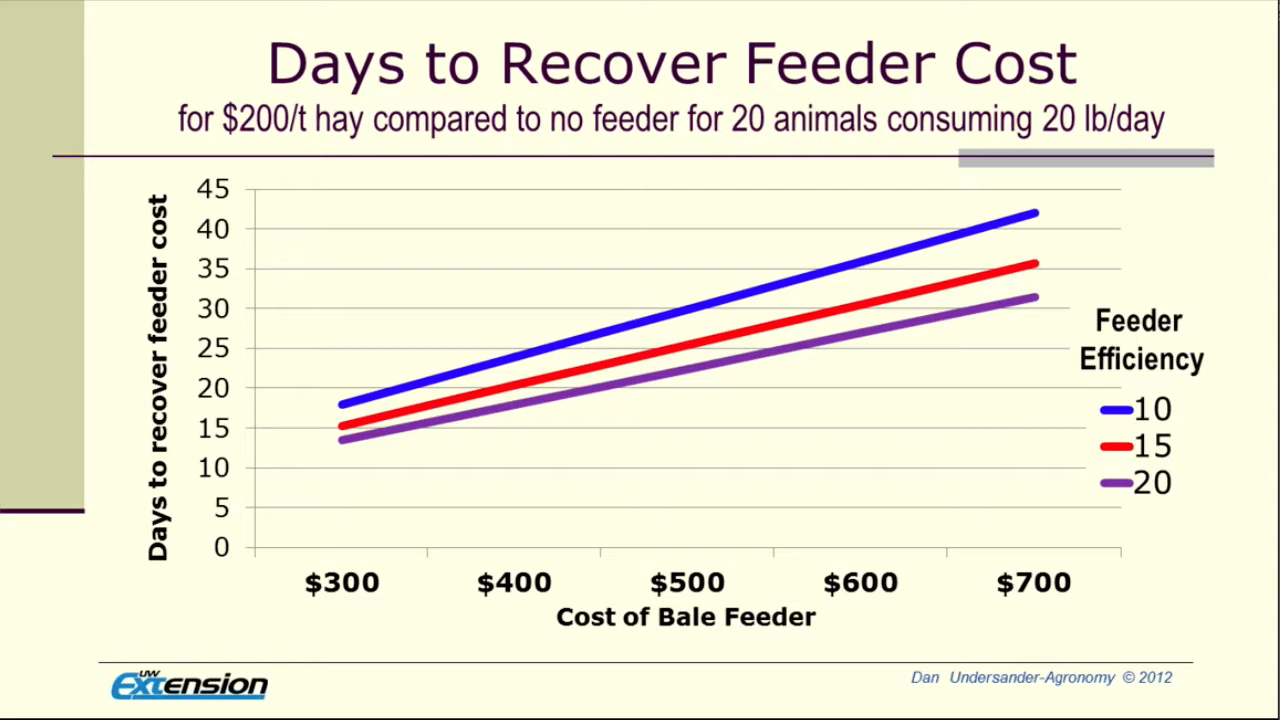 Days to Recover Feeder Cost
for $200/t hay compared to no feeder for 20 animals consuming 20 lb/day
Days to recover feeder cost
45
40
35
30
25
20
15
10
5
0
$300 $400 $500 $600 $700
Cost of Bale Feeder
Feeder
Efficiency
10
15
20
UW
Extension
Dan Undersander-Agronomy © 2012